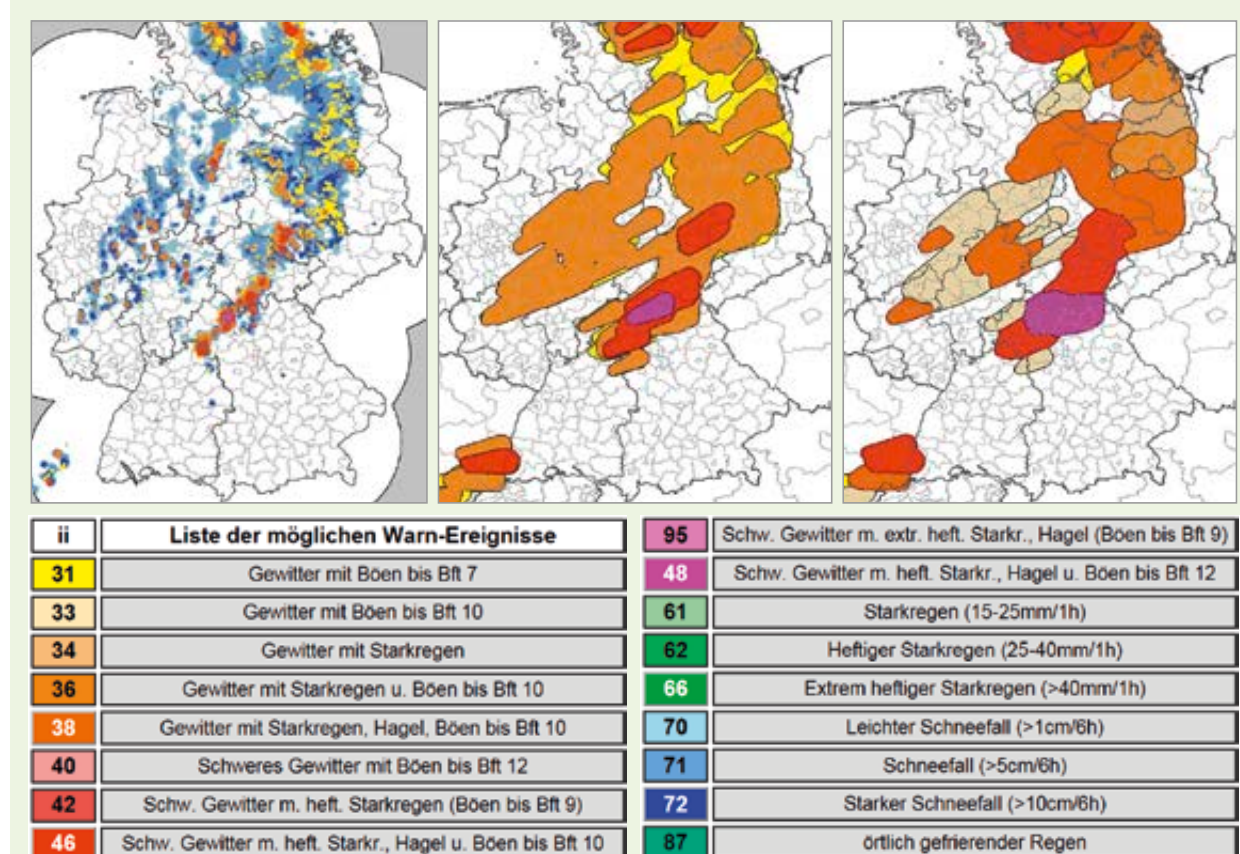 ii Liste der möglichen Warn-Ereignisse
31 Gewitter mit Böen bis Bft 7
33 Gewitter mit Böen bis Bft 10
34 Gewitter mit Starkregen
36 Gewitter mit Starkregen u. Böen bis Bft 10
38 Gewitter mit Starkregen, Hagel, Böen bis Bft 10
40 Schweres Gewitter mit Böen bis Bft 12
42 Schw. Gewitter m. heft. Starkregen (Böen bis Bft 9)
46 Schw. Gewitter m. heft. Starkr., Hagel u. Böen bis Bft 10
95 Schw. Gewitter m. extr. heft. Starkr., Hagel (Böen bis Bft 9)
48 Schw. Gewitter m. heft. Starkr., Hagel u. Böen bis Bft 12
61 Starkregen (15-25mm/1h)
62 Heftiger Starkregen (25-40mm/1h)
66 Extrem heftiger Starkregen (>40mm/1h)
70 Leichter Schneefall (>1cm/6h)
71 Schneefall (>5cm/6h)
72 Starker Schneefall (>10cm/6h)
87 örtlich gefrierender Regen